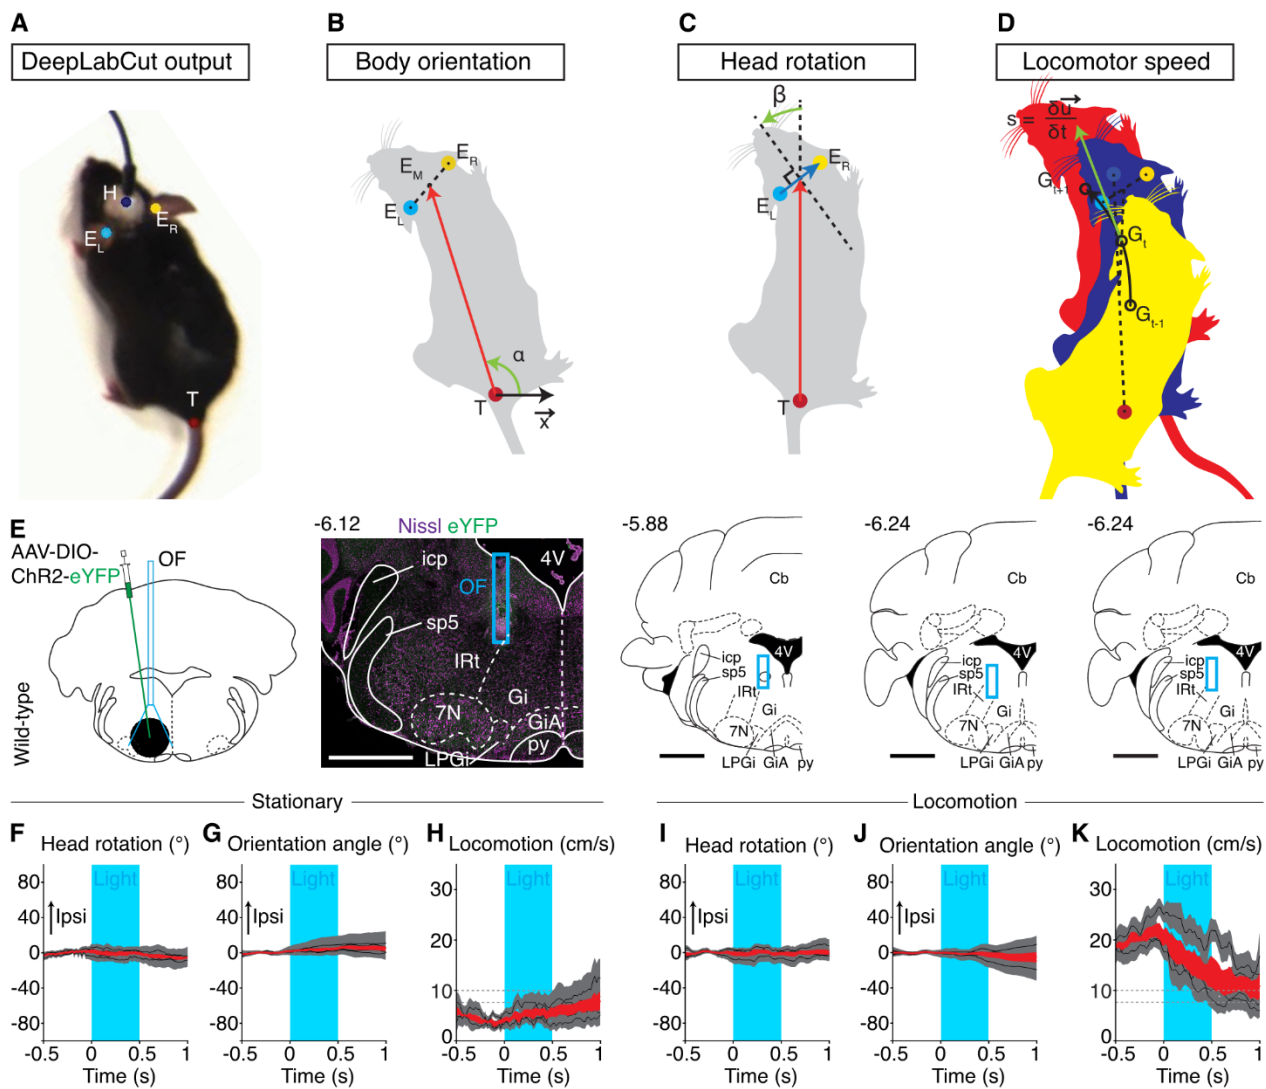 A
DeepLabCut output
H
E_R
E_L
T
B
Body orientation
E_R
E_M
E_L
α
T
x
C
Head rotation
β
E_R
E_L
T
D
Locomotor speed
s = δu / δt
G_t+1
G_t
G_t-1
E
AAV-DIO-
ChR2-eYFP
OF
Wild-type
-6.12
Nissl eYFP
icp
OF
4V
sp5
IRt
Gi
7N
GiA
py
LPGi
-5.88
Cb
4V
icp
sp5
IRt
Gi
7N
LPGi GiA py
-6.24
Cb
4V
icp
sp5
IRt
Gi
7N
LPGi GiA py
-6.24
Cb
4V
icp
sp5
IRt
Gi
7N
LPGi GiA py
Stationary
Locomotion
F
Head rotation (°)
Light
Ipsi
80
40
0
-40
-80
-0.5 0 0.5 1
Time (s)
G
Orientation angle (°)
Light
Ipsi
80
40
0
-40
-80
-0.5 0 0.5 1
Time (s)
H
Locomotion (cm/s)
Light
30
20
10
0
-0.5 0 0.5 1
Time (s)
I
Head rotation (°)
Light
Ipsi
80
40
0
-40
-80
-0.5 0 0.5 1
Time (s)
J
Orientation angle (°)
Light
Ipsi
80
40
0
-40
-80
-0.5 0 0.5 1
Time (s)
K
Locomotion (cm/s)
Light
30
20
10
0
-0.5 0 0.5 1
Time (s)